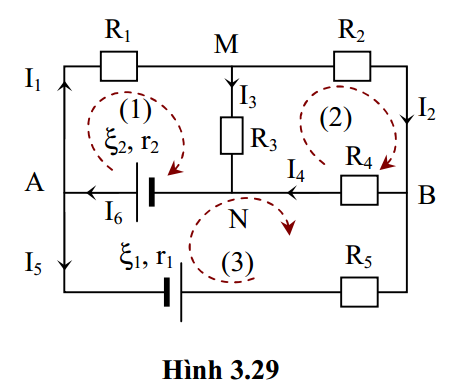 R₁
M
R₂
I₁
(1)
I₃
(2)
I₂
ξ₂, r₂
R₃
R₄
A
I₆
I₄
B
N
I₅
ξ₁, r₁
(3)
R₅
Hình 3.29